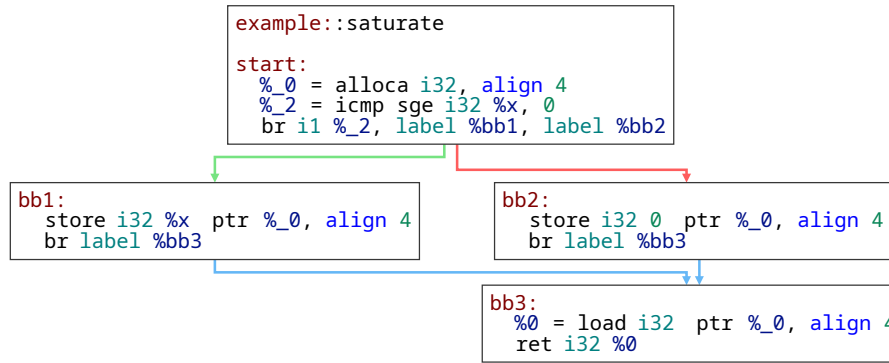 example::saturate
start:
%_0 = alloca i32, align 4
%_2 = icmp sge i32 %x, 0
br i1 %_2, label %bb1, label %bb2
bb1:
store i32 %x  ptr %_0, align 4
br label %bb3
bb2:
store i32 0  ptr %_0, align 4
br label %bb3
bb3:
%0 = load i32  ptr %_0, align 4
ret i32 %0